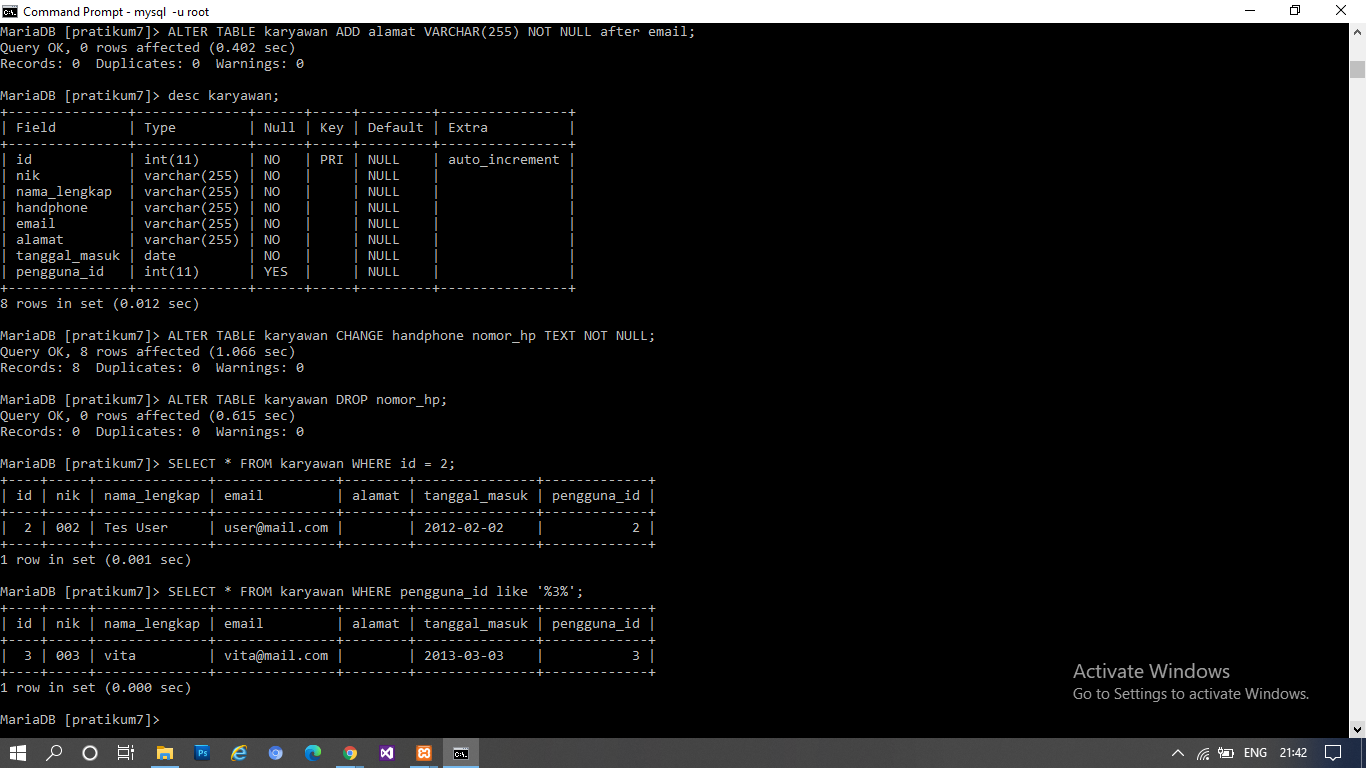 Command Prompt - mysql  -u root
MariaDB [pratikum7]> ALTER TABLE karyawan ADD alamat VARCHAR(255) NOT NULL after email;
Query OK, 0 rows affected (0.402 sec)
Records: 0  Duplicates: 0  Warnings: 0

MariaDB [pratikum7]> desc karyawan;
+---------------+--------------+------+-----+---------+----------------+
| Field         | Type         | Null | Key | Default | Extra          |
+---------------+--------------+------+-----+---------+----------------+
| id            | int(11)      | NO   | PRI | NULL    | auto_increment |
| nik           | varchar(255) | NO   |     | NULL    |                |
| nama_lengkap  | varchar(255) | NO   |     | NULL    |                |
| handphone     | varchar(255) | NO   |     | NULL    |                |
| email         | varchar(255) | NO   |     | NULL    |                |
| alamat        | varchar(255) | NO   |     | NULL    |                |
| tanggal_masuk | date         | NO   |     | NULL    |                |
| pengguna_id   | int(11)      | YES  |     | NULL    |                |
+---------------+--------------+------+-----+---------+----------------+
8 rows in set (0.012 sec)

MariaDB [pratikum7]> ALTER TABLE karyawan CHANGE handphone nomor_hp TEXT NOT NULL;
Query OK, 8 rows affected (1.066 sec)
Records: 8  Duplicates: 0  Warnings: 0

MariaDB [pratikum7]> ALTER TABLE karyawan DROP nomor_hp;
Query OK, 0 rows affected (0.615 sec)
Records: 0  Duplicates: 0  Warnings: 0

MariaDB [pratikum7]> SELECT * FROM karyawan WHERE id = 2;
+----+-----+--------------+---------------+--------+---------------+-------------+
| id | nik | nama_lengkap | email         | alamat | tanggal_masuk | pengguna_id |
+----+-----+--------------+---------------+--------+---------------+-------------+
|  2 | 002 | Tes User     | user@mail.com |        | 2012-02-02    |           2 |
+----+-----+--------------+---------------+--------+---------------+-------------+
1 row in set (0.001 sec)

MariaDB [pratikum7]> SELECT * FROM karyawan WHERE pengguna_id like '%3%';
+----+-----+--------------+---------------+--------+---------------+-------------+
| id | nik | nama_lengkap | email         | alamat | tanggal_masuk | pengguna_id |
+----+-----+--------------+---------------+--------+---------------+-------------+
|  3 | 003 | vita         | vita@mail.com |        | 2013-03-03    |           3 |
+----+-----+--------------+---------------+--------+---------------+-------------+
1 row in set (0.000 sec)

MariaDB [pratikum7]>
Activate Windows
Go to Settings to activate Windows.
Ps
C:\.
ENG
21:42